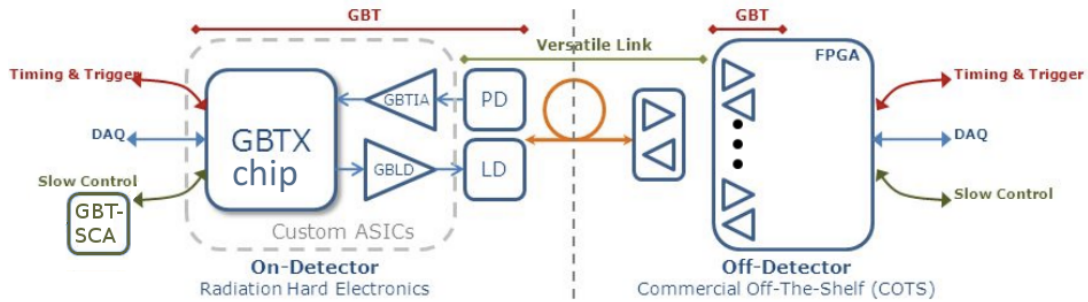 GBT
GBT
Versatile Link
FPGA
Timing & Trigger
GBTIA
PD
Timing & Trigger
DAQ
GBTX
chip
DAQ
GBLD
LD
Slow Control
Slow Control
GBT-
SCA
Custom ASICs
On-Detector
Off-Detector
Radiation Hard Electronics
Commercial Off-The-Shelf (COTS)